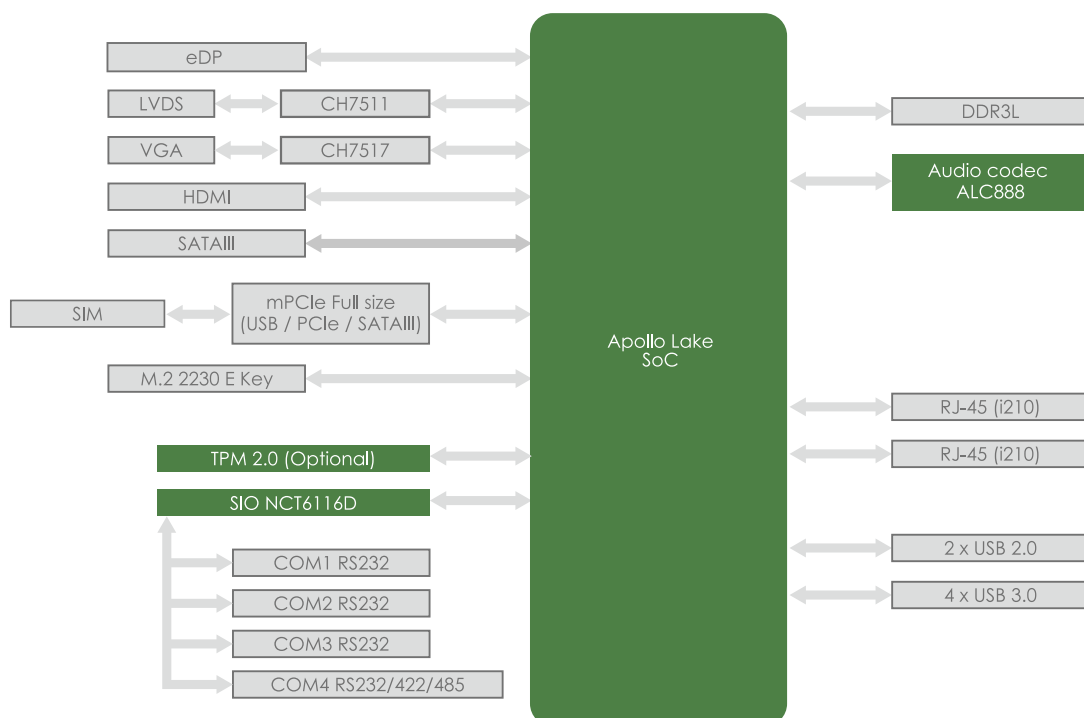 eDP
LVDS
CH7511
VGA
CH7517
HDMI
SATAIII
SIM
mPCIe Full size
(USB / PCIe / SATAIII)
M.2 2230 E Key
TPM 2.0 (Optional)
SIO NCT6116D
COM1 RS232
COM2 RS232
COM3 RS232
COM4 RS232/422/485
Apollo Lake
SoC
DDR3L
Audio codec
ALC888
RJ-45 (i210)
RJ-45 (i210)
2 x USB 2.0
4 x USB 3.0